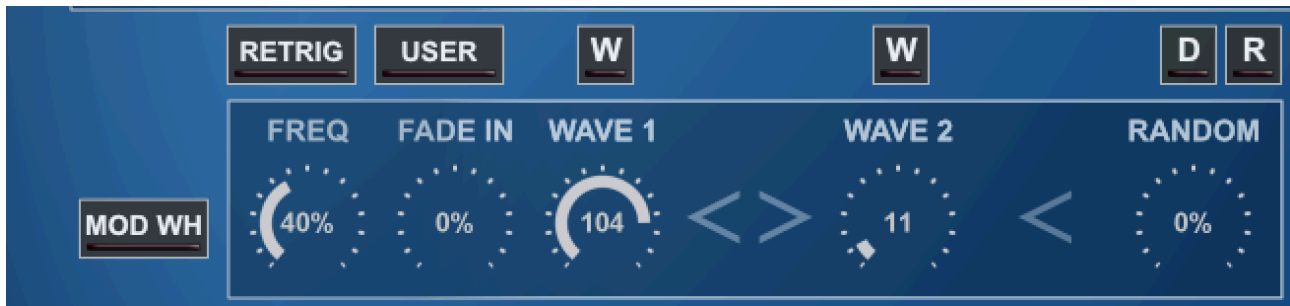 RETRIG USER W W D R
FREQ FADE IN WAVE 1 WAVE 2 RANDOM
MOD WH 40% 0% 104 < > 11 < 0%